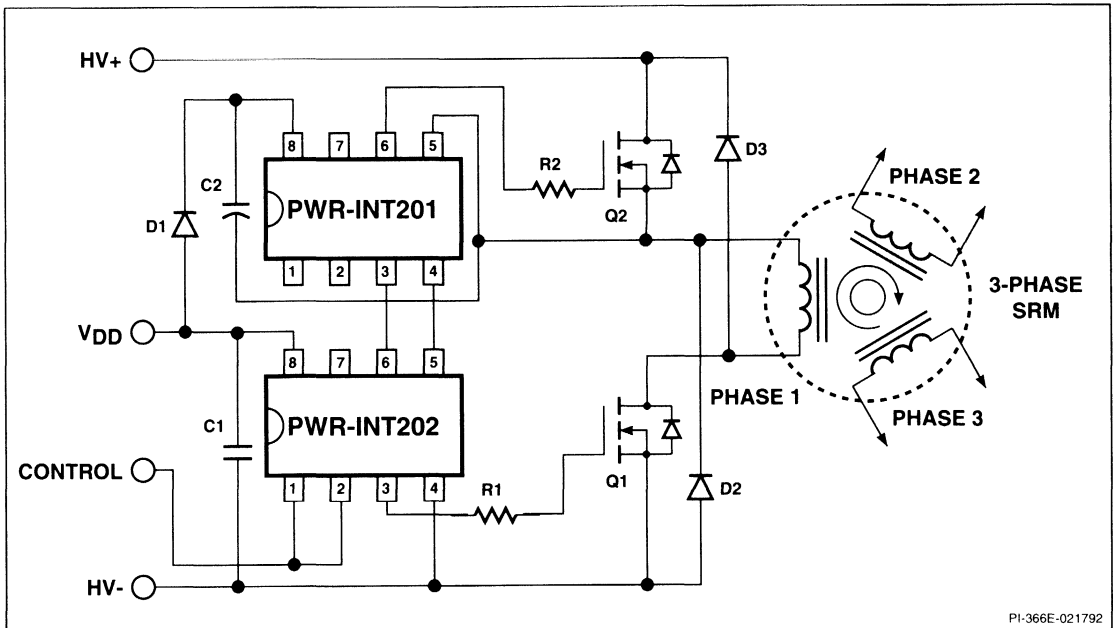 HV+
8 7 6 5
D3
R2
PHASE 2
C2
PWR-INT201
Q2
D1
1 2 3 4
3-PHASE
SRM
VDD
8 7 6 5
PHASE 1
C1
PWR-INT202
PHASE 3
CONTROL
1 2 3 4
R1
Q1
D2
HV-
PI-366E-021792